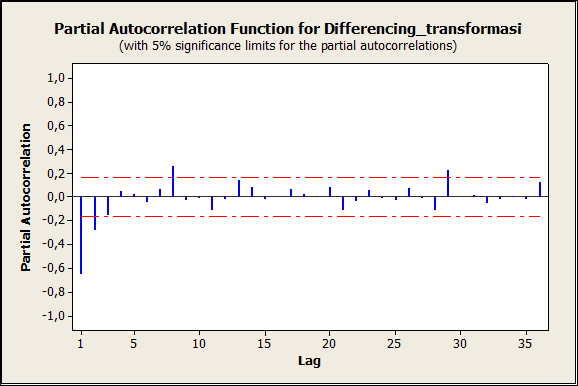 Partial Autocorrelation Function for Differencing_transformasi
(with 5% significance limits for the partial autocorrelations)
Partial Autocorrelation
1,0
0,8
0,6
0,4
0,2
0,0
-0,2
-0,4
-0,6
-0,8
-1,0
1 5 10 15 20 25 30 35
Lag